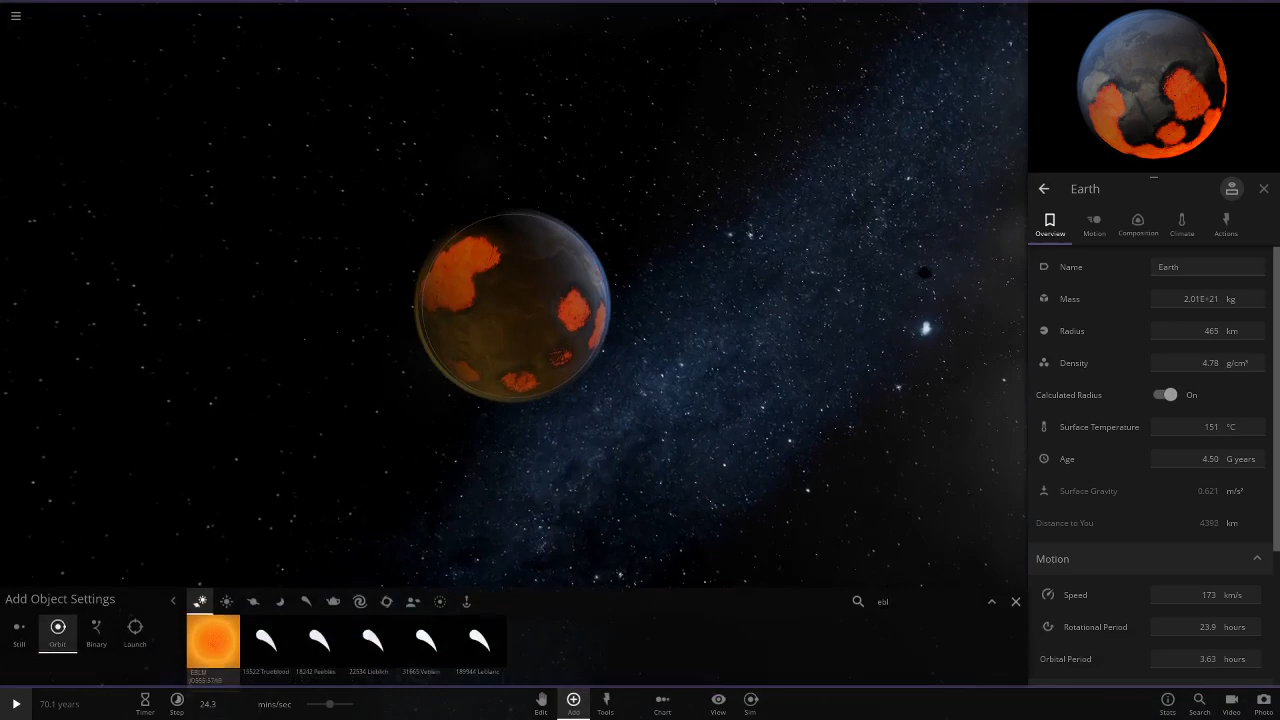 Earth
Overview Motion Composition Climate Actions
Name Earth
Mass 2.01E+21 kg
Radius 465 km
Density 4.78 g/cm³
Calculated Radius On
Surface Temperature 151 °C
Age 4.50 G years
Surface Gravity 0.621 m/s²
Distance to You 4393 km
Motion
Speed 173 km/s
Rotational Period 23.9 hours
Orbital Period 3.63 hours
Add Object Settings
ebl
Still Orbit Binary Launch
EBLM
15522 Trueblood 18242 Peebles 22534 Lieblich 31665 Veblen 189944 Leblanc
70.1 years
Timer Step 24.3 mins/sec
Edit Add Tools Chart View Sim
Stats Search Video Photo